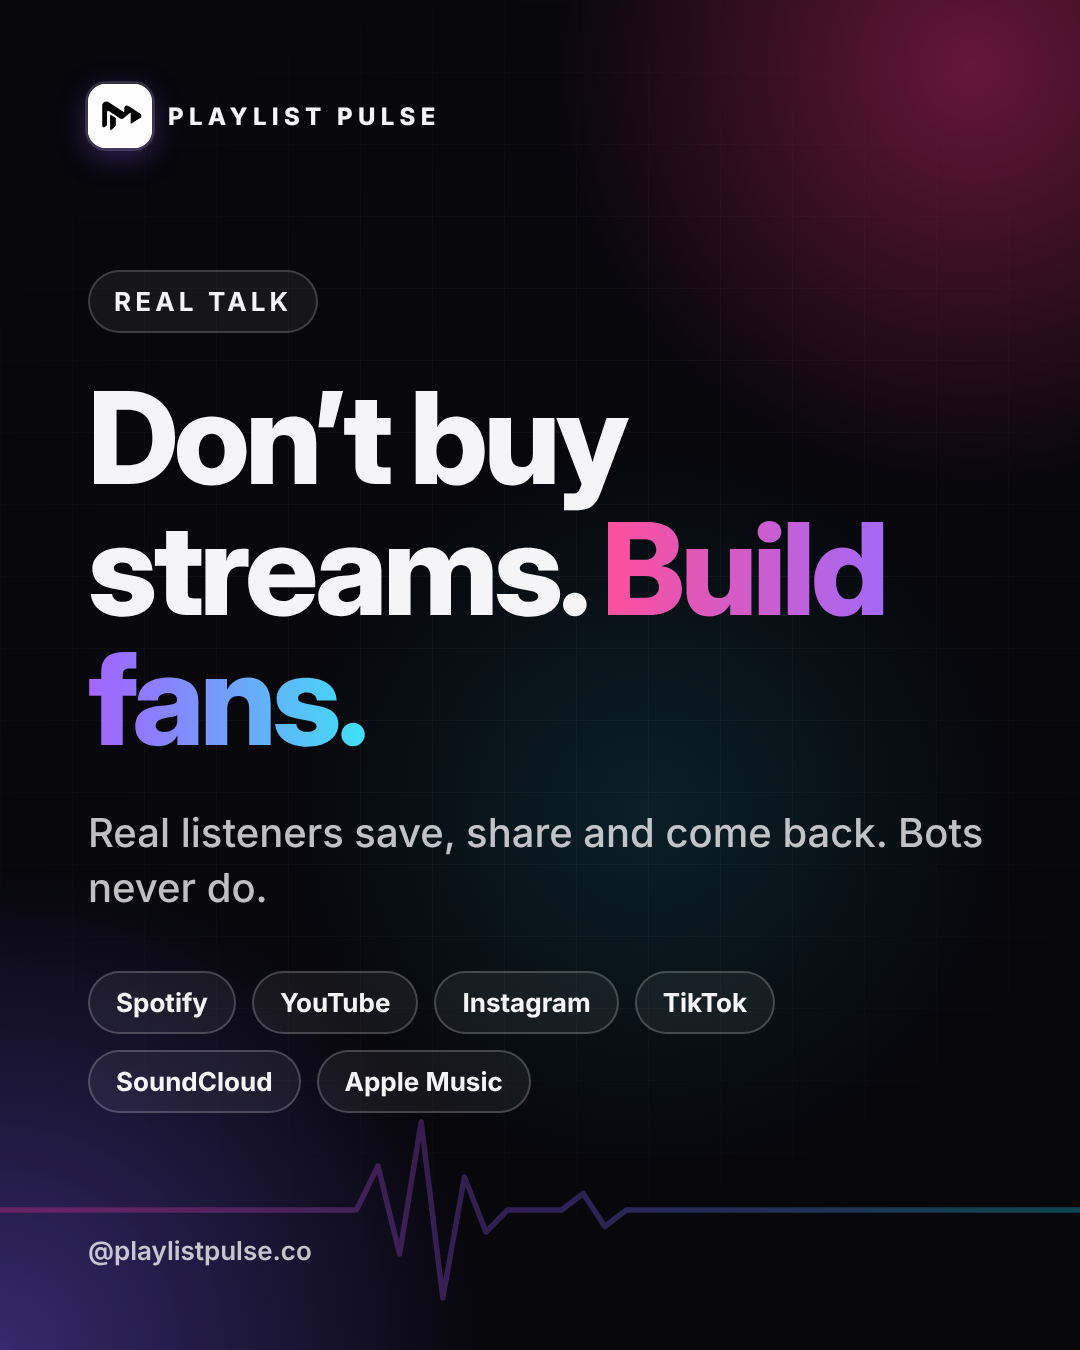 PLAYLIST PULSE
REAL TALK
Don’t buy
streams. Build
fans.
Real listeners save, share and come back. Bots
never do.
Spotify YouTube Instagram TikTok
SoundCloud Apple Music
@playlistpulse.co